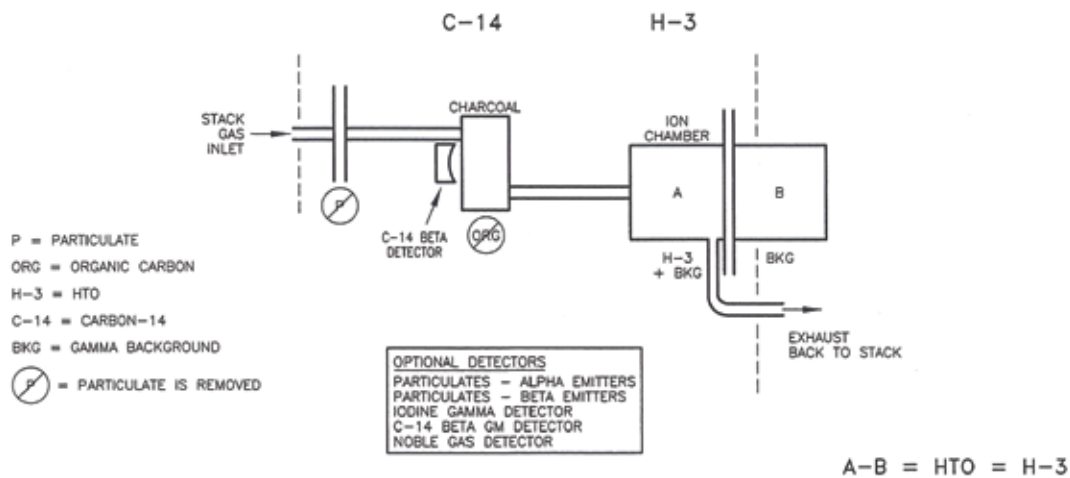 C-14
H-3
STACK
GAS
INLET
CHARCOAL
ION
CHAMBER
A
B
P
C-14 BETA
DETECTOR
ORG
H-3
+ BKG
BKG
P = PARTICULATE
ORG = ORGANIC CARBON
H-3 = HTO
C-14 = CARBON-14
BKG = GAMMA BACKGROUND
P = PARTICULATE IS REMOVED
EXHAUST
BACK TO STACK
OPTIONAL DETECTORS
PARTICULATES - ALPHA EMITTERS
PARTICULATES - BETA EMITTERS
IODINE GAMMA DETECTOR
C-14 BETA GM DETECTOR
NOBLE GAS DETECTOR
A-B = HTO = H-3